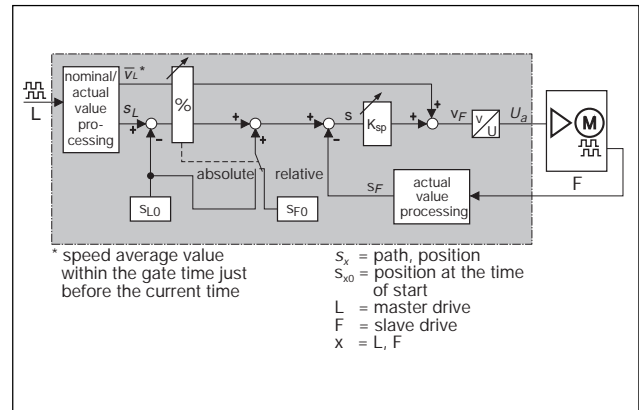 nominal/
actual
value
pro-
cessing
v̅L*
sL
L
%
+
−
+
+
+
−
s
Ksp
+
+
vF
v
U
Ua
M
F
absolute
relative
sL0
sF0
sF
actual
value
processing
* speed average value
within the gate time just
before the current time
sx = path, position
sx0 = position at the time
of start
L = master drive
F = slave drive
x = L, F